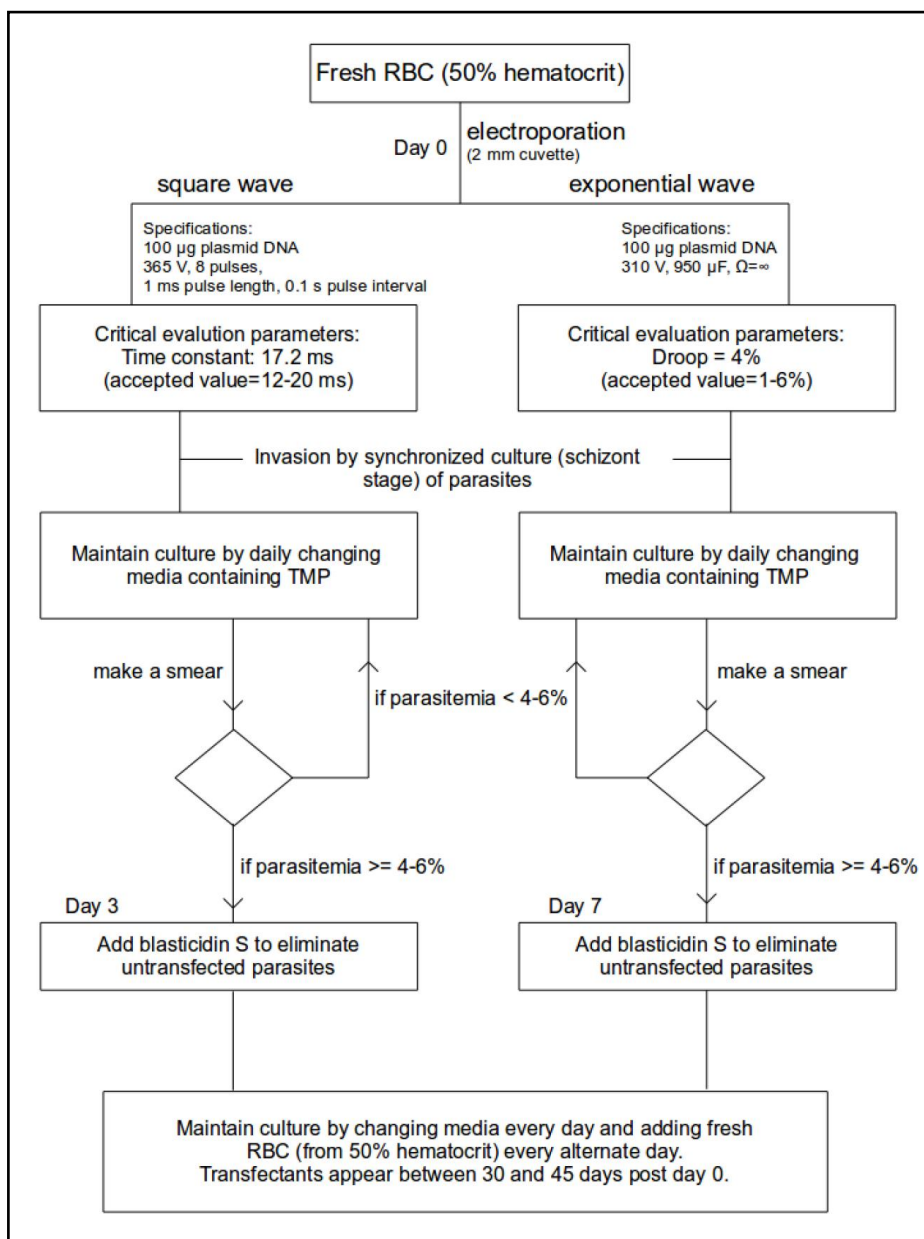 Fresh RBC (50% hematocrit)
Day 0
electroporation
(2 mm cuvette)
square wave
exponential wave
Specifications:
100 µg plasmid DNA
365 V, 8 pulses,
1 ms pulse length, 0.1 s pulse interval
Specifications:
100 µg plasmid DNA
310 V, 950 µF, Ω=∞
Critical evalution parameters:
Time constant: 17.2 ms
(accepted value=12-20 ms)
Critical evaluation parameters:
Droop = 4%
(accepted value=1-6%)
Invasion by synchronized culture (schizont
stage) of parasites
Maintain culture by daily changing
media containing TMP
Maintain culture by daily changing
media containing TMP
make a smear
if parasitemia < 4-6%
make a smear
if parasitemia >= 4-6%
if parasitemia >= 4-6%
Day 3
Day 7
Add blasticidin S to eliminate
untransfected parasites
Add blasticidin S to eliminate
untransfected parasites
Maintain culture by changing media every day and adding fresh
RBC (from 50% hematocrit) every alternate day.
Transfectants appear between 30 and 45 days post day 0.